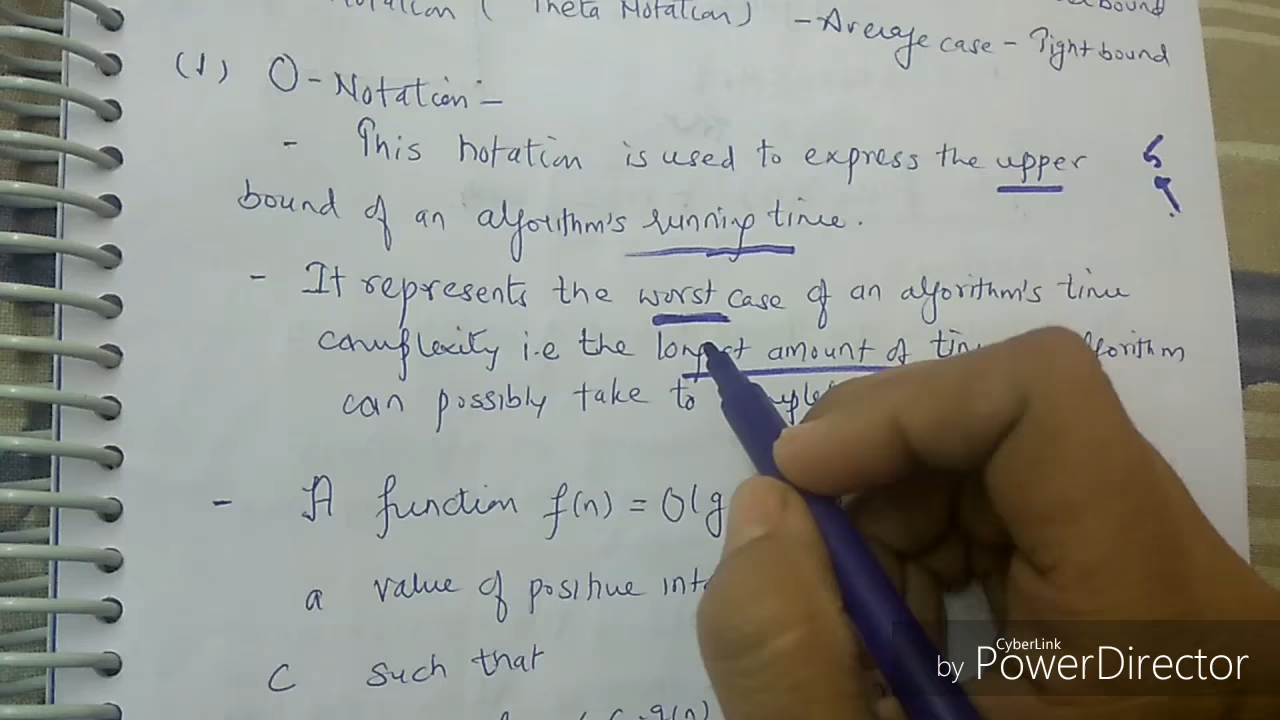 Notation ( Theta Notation) - Average case - Tight bound
bound
(1) O - Notation :-
- This notation is used to express the upper
bound of an algorithm's running time.
- It represents the worst case of an algorithm's time
complexity i.e the longest amount of
can possibly take to
- A function f(n) = O(g
a value of positive
C such that
c.g(n)
CyberLink
by PowerDirector